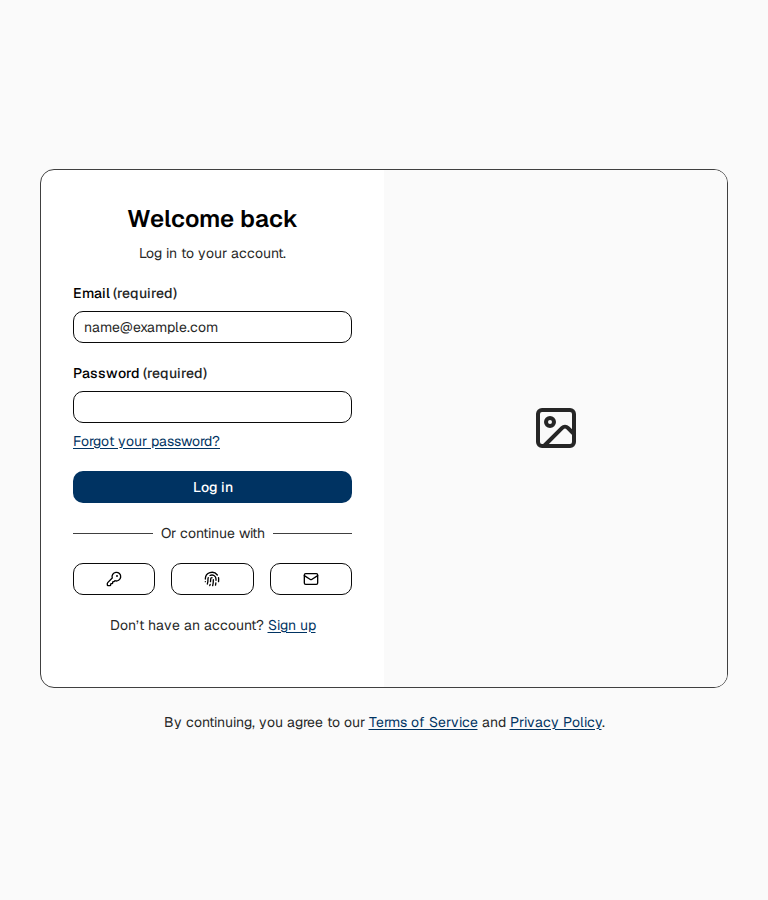 Welcome back
Log in to your account.
Email (required)
name@example.com
Password (required)
Forgot your password?
Log in
Or continue with
Don't have an account? Sign up
By continuing, you agree to our Terms of Service and Privacy Policy.